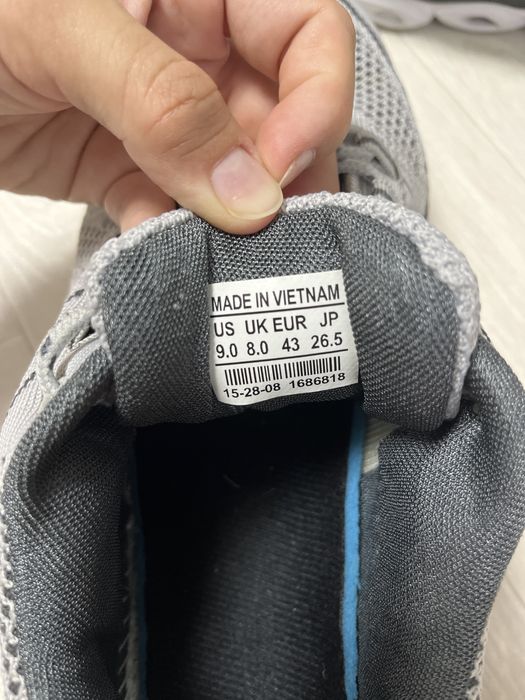 MADE IN VIETNAM
US UK EUR JP
9.0 8.0 43 26.5
15-28-08 1686818